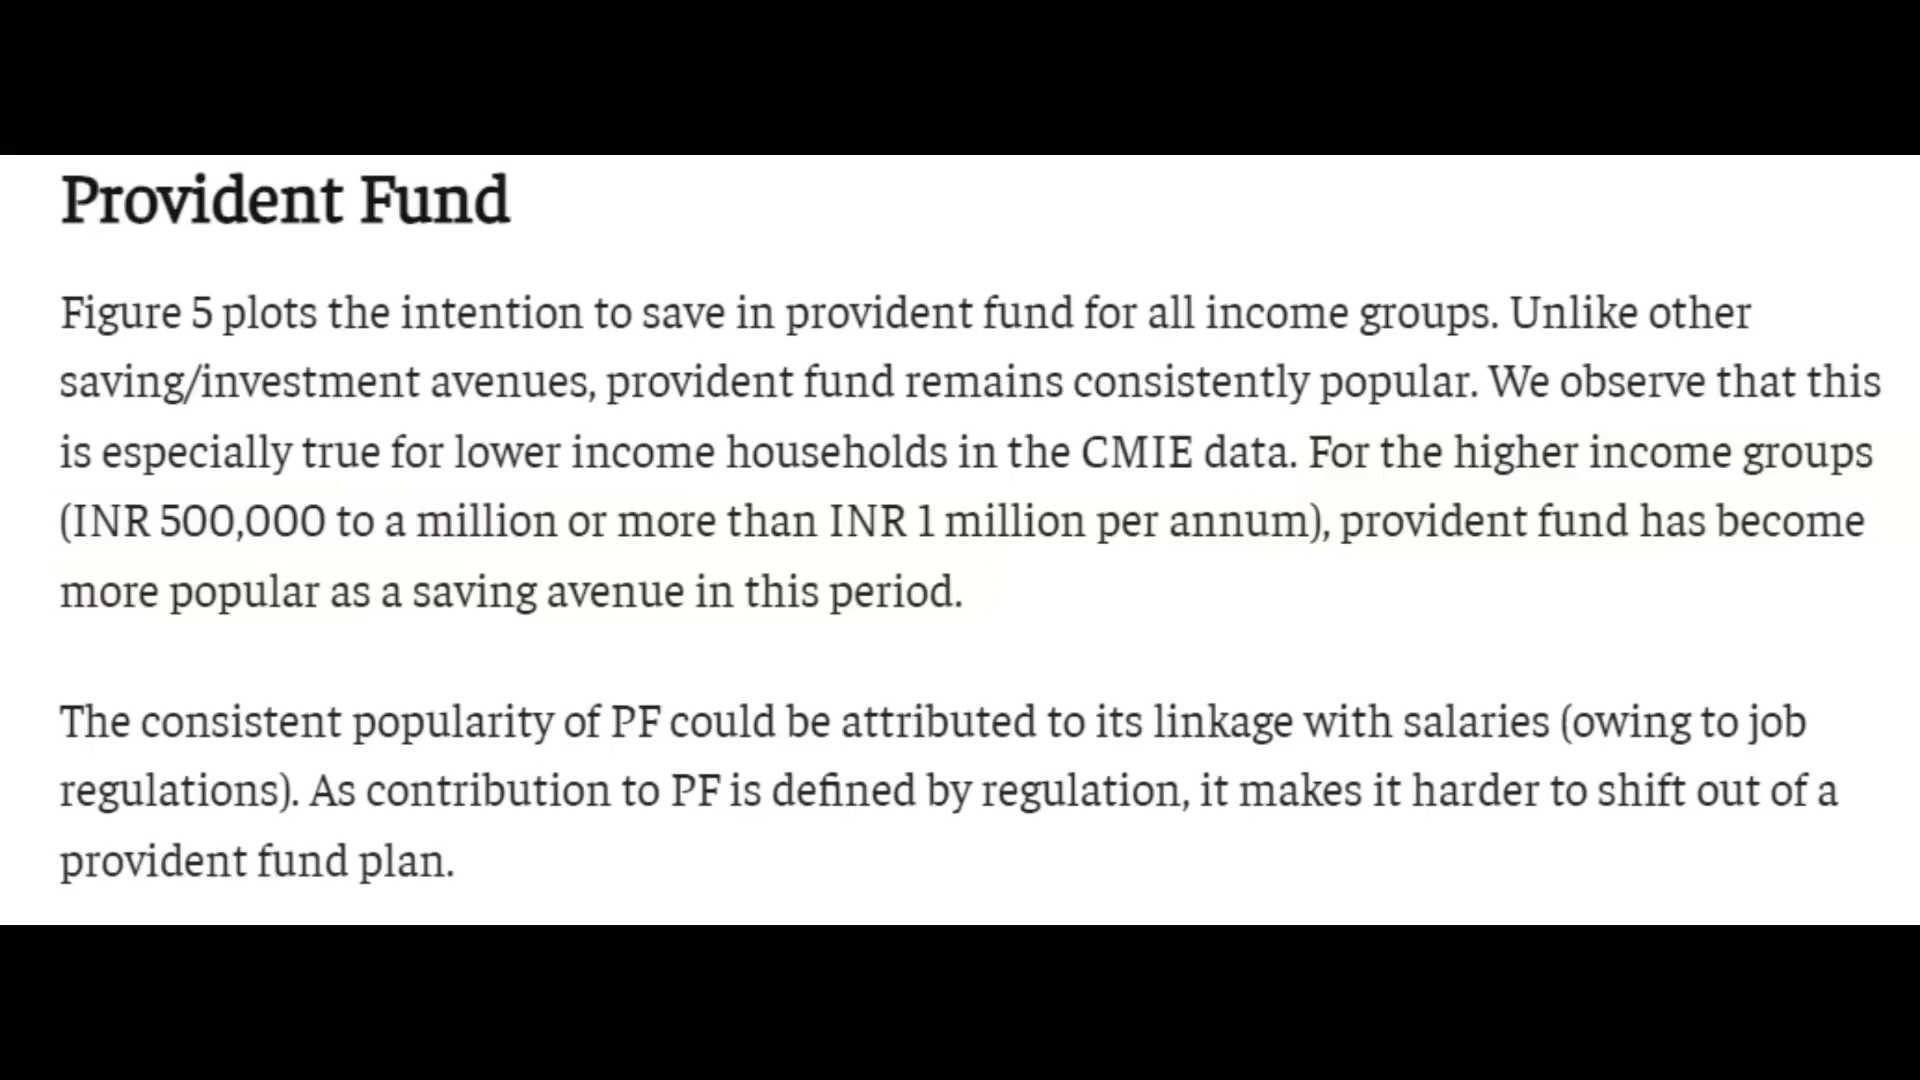 Provident Fund
Figure 5 plots the intention to save in provident fund for all income groups. Unlike other
saving/investment avenues, provident fund remains consistently popular. We observe that this
is especially true for lower income households in the CMIE data. For the higher income groups
(INR 500,000 to a million or more than INR 1 million per annum), provident fund has become
more popular as a saving avenue in this period.
The consistent popularity of PF could be attributed to its linkage with salaries (owing to job
regulations). As contribution to PF is defined by regulation, it makes it harder to shift out of a
provident fund plan.